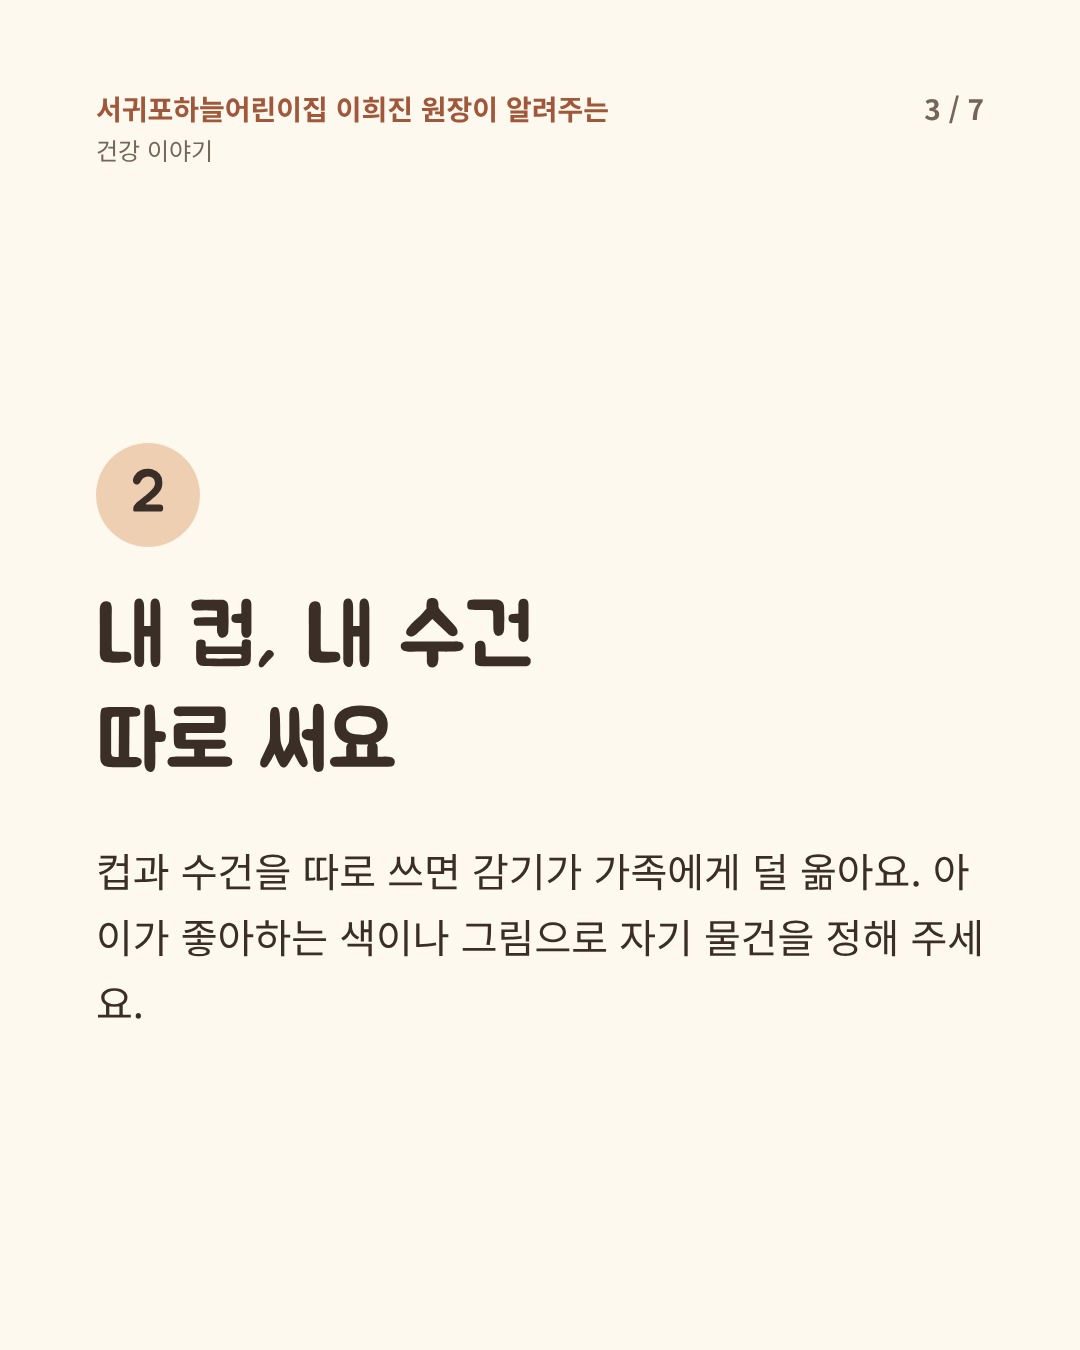 서귀포하늘어린이집 이희진 원장이 알려주는
3 / 7
건강 이야기
2
내 컵, 내 수건
따로 써요
컵과 수건을 따로 쓰면 감기가 가족에게 덜 옮아요. 아
이가 좋아하는 색이나 그림으로 자기 물건을 정해 주세
요.